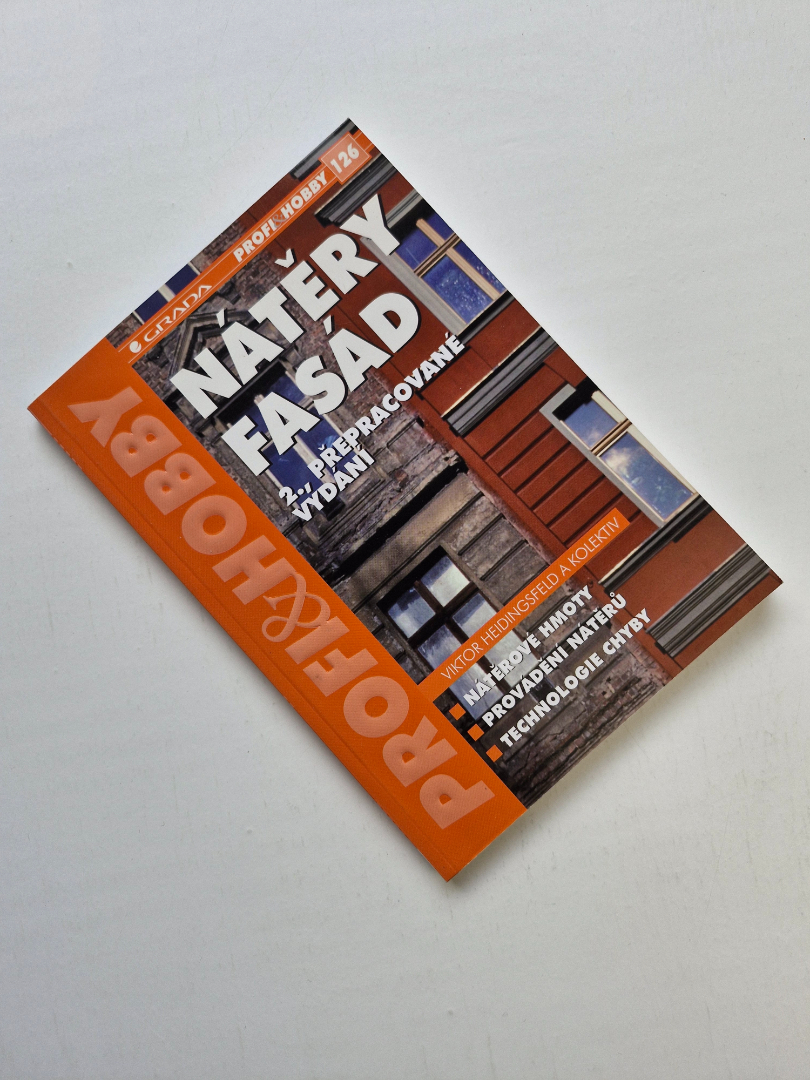 GRADA PROFI&HOBBY 126
NÁTĚRY
FASÁD
2., PŘEPRACOVANÉ
VYDÁNÍ
VIKTOR HEIDINGSFELD A KOLEKTIV
NÁTĚROVÉ HMOTY
PROVÁDĚNÍ NÁTĚRŮ
TECHNOLOGIE CHYBY
PROFI&HOBBY